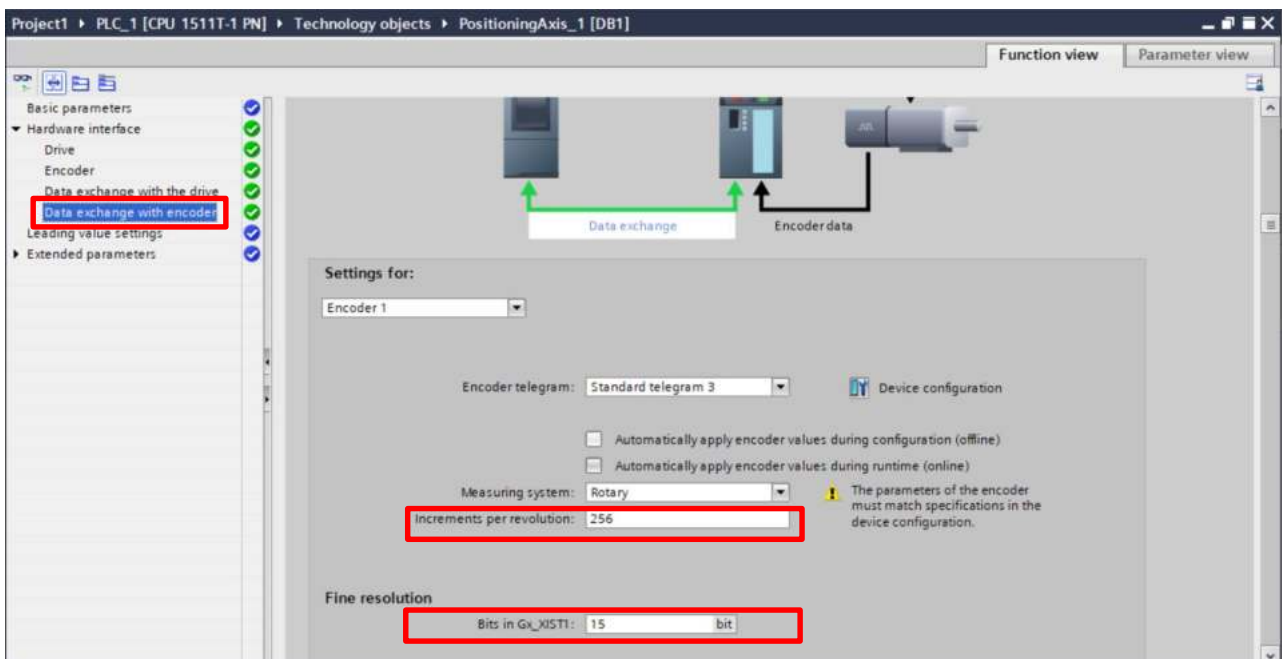 Project1 ▸ PLC_1 [CPU 1511T-1 PN] ▸ Technology objects ▸ PositioningAxis_1 [DB1]
Function view
Parameter view
Basic parameters
Hardware interface
Drive
Encoder
Data exchange with the drive
Data exchange with encoder
Leading value settings
Extended parameters
Data exchange
Encoder data
Settings for:
Encoder 1
Encoder telegram: Standard telegram 3
Device configuration
Automatically apply encoder values during configuration (offline)
Automatically apply encoder values during runtime (online)
Measuring system: Rotary
The parameters of the encoder
must match specifications in the
device configuration.
Increments per revolution: 256
Fine resolution
Bits in Gx_XIST1: 15 bit